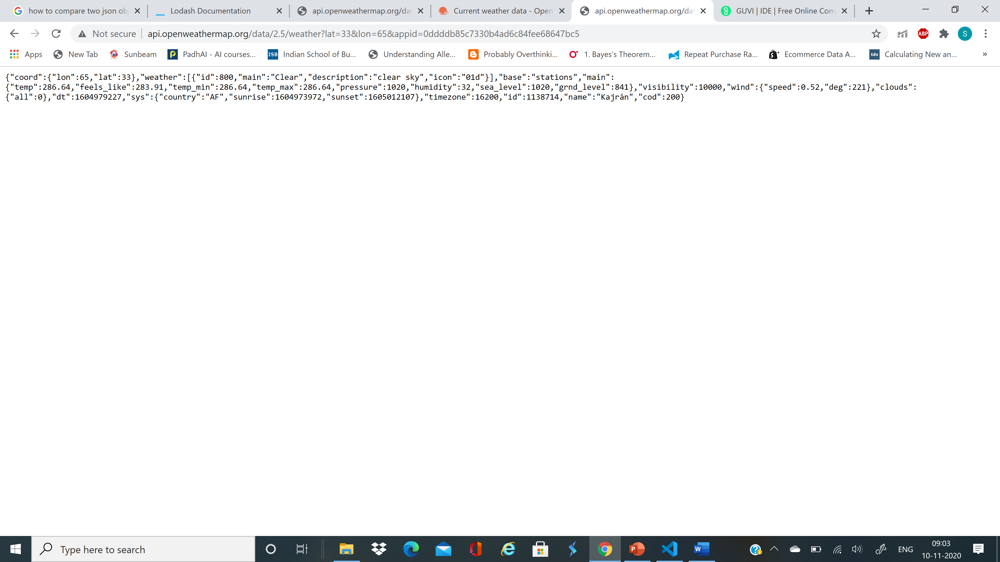 how to compare two json obj
Lodash Documentation
api.openweathermap.org/dat
Current weather data - Open
api.openweathermap.org/dat
GUVI | IDE | Free Online Com
Not secure
api.openweathermap.org/data/2.5/weather?lat=33&lon=65&appid=0ddddb85c7330b4ad6c84fee68647bc5
ABP
S
Apps
New Tab
Sunbeam
PadhAI - AI courses...
ISB
Indian School of Bu...
Understanding Alle...
Probably Overthinki...
1. Bayes’s Theorem...
Repeat Purchase Ra...
Ecommerce Data A...
tds
Calculating New an...
»
{"coord":{"lon":65,"lat":33},"weather":[{"id":800,"main":"Clear","description":"clear sky","icon":"01d"}],"base":"stations","main":
{"temp":286.64,"feels_like":283.91,"temp_min":286.64,"temp_max":286.64,"pressure":1020,"humidity":32,"sea_level":1020,"grnd_level":841},"visibility":10000,"wind":{"speed":0.52,"deg":221},"clouds":
{"all":0},"dt":1604979227,"sys":{"country":"AF","sunrise":1604973972,"sunset":1605012107},"timezone":16200,"id":1138714,"name":"Kajrān","cod":200}
Type here to search
ENG
09:03
10-11-2020